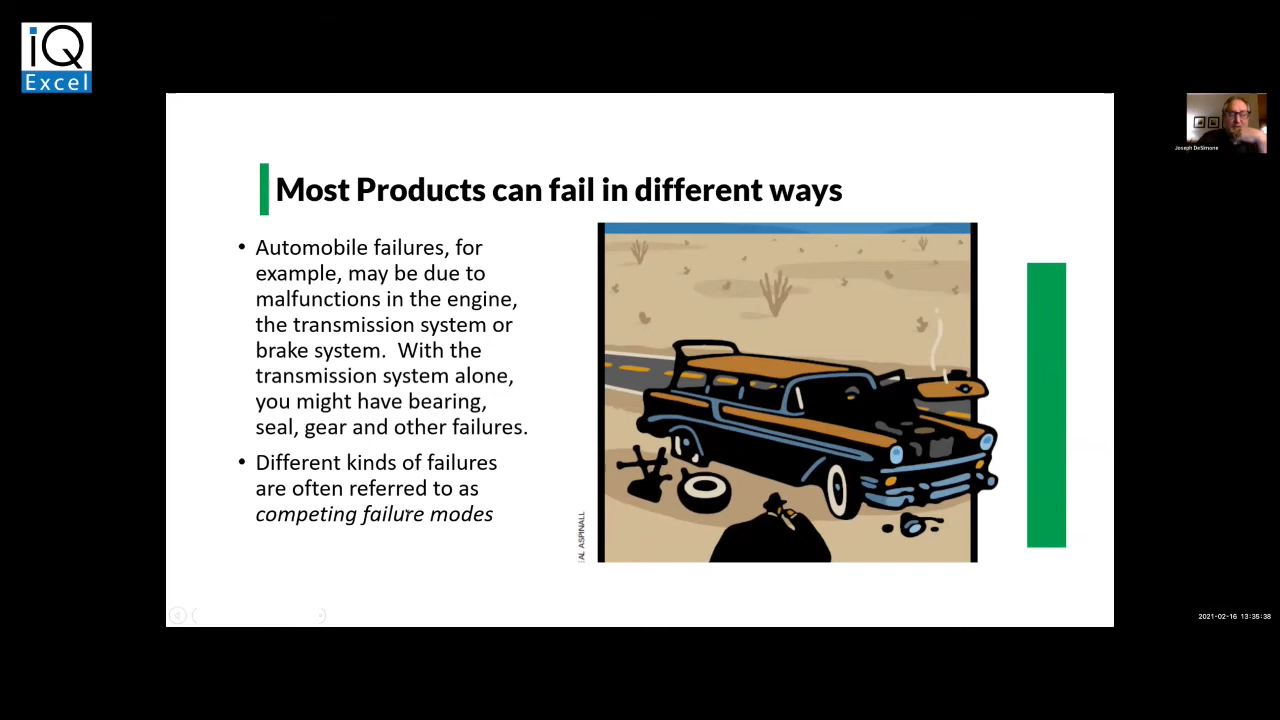 iQ
Excel
Joseph DeSimone
Most Products can fail in different ways
• Automobile failures, for
example, may be due to
malfunctions in the engine,
the transmission system or
brake system. With the
transmission system alone,
you might have bearing,
seal, gear and other failures.
• Different kinds of failures
are often referred to as
competing failure modes
AL ASPINALL
2021-02-16 13:35:38